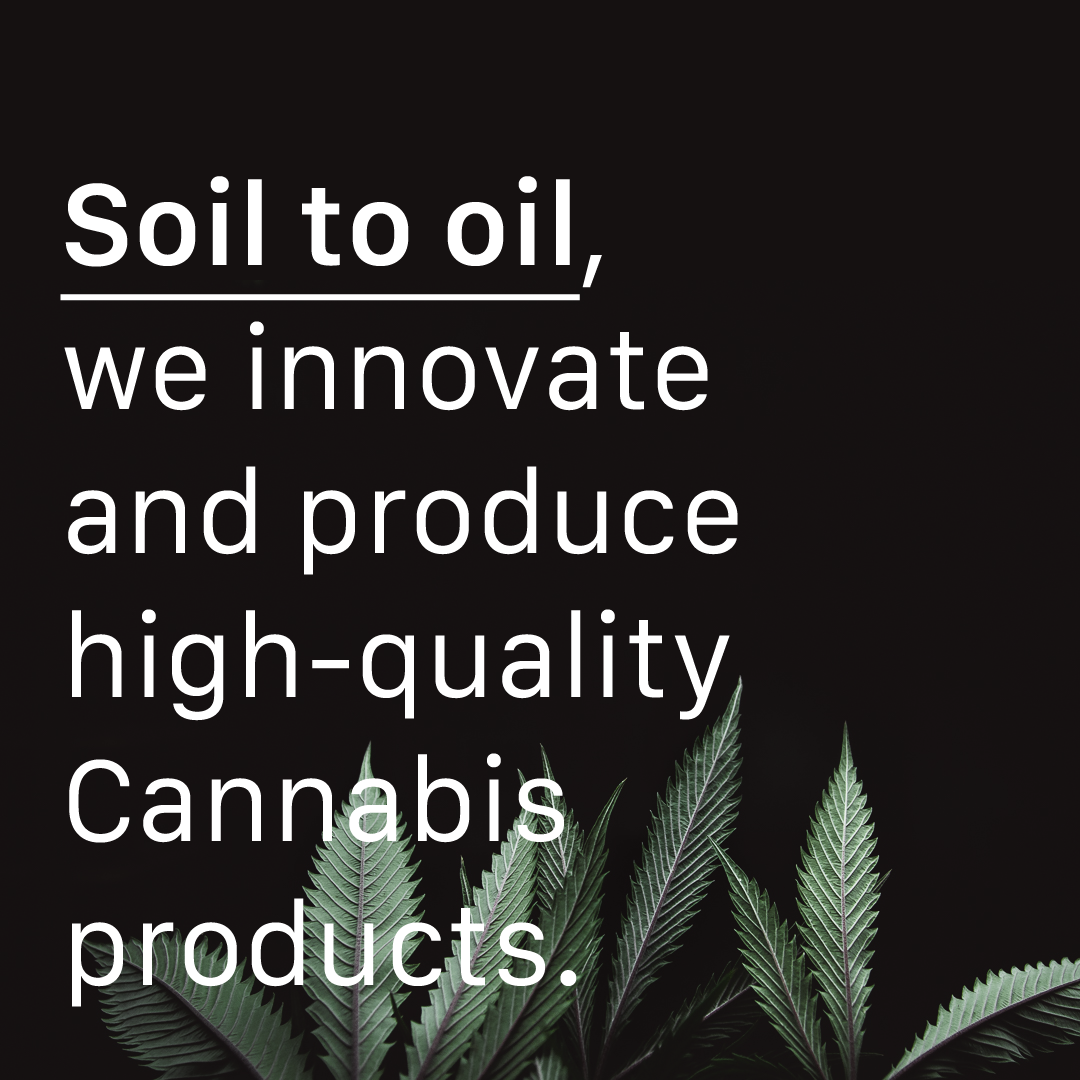 Soil to oil,
we innovate
and produce
high-quality
Cannabis
products.